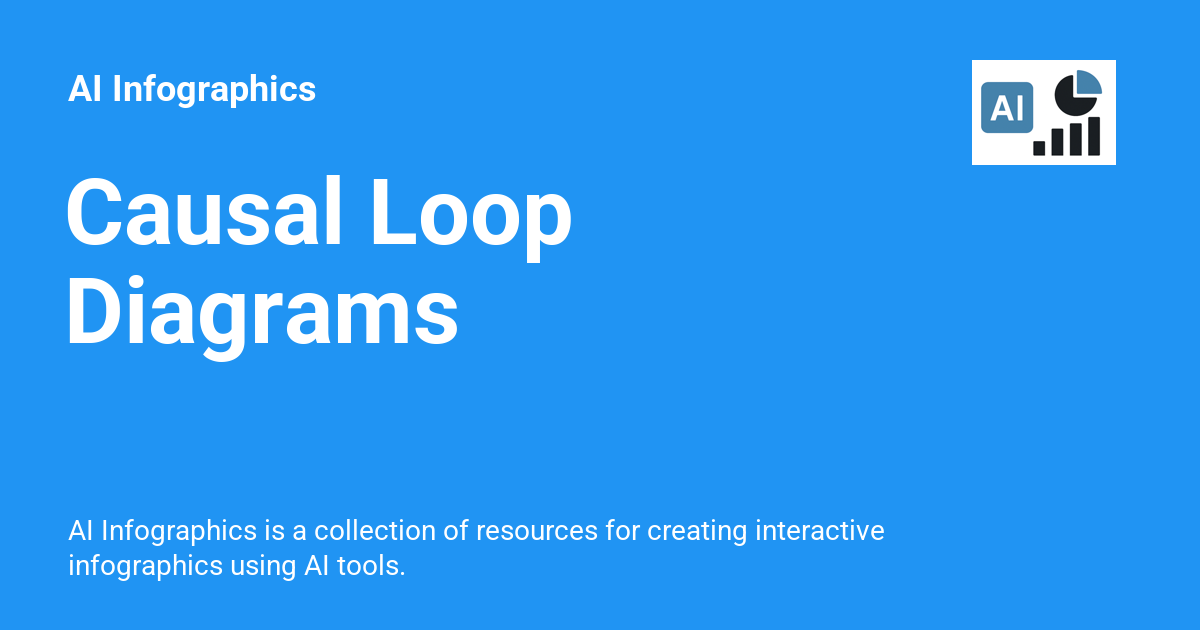 AI Infographics
AI
Causal Loop
Diagrams
AI Infographics is a collection of resources for creating interactive
infographics using AI tools.